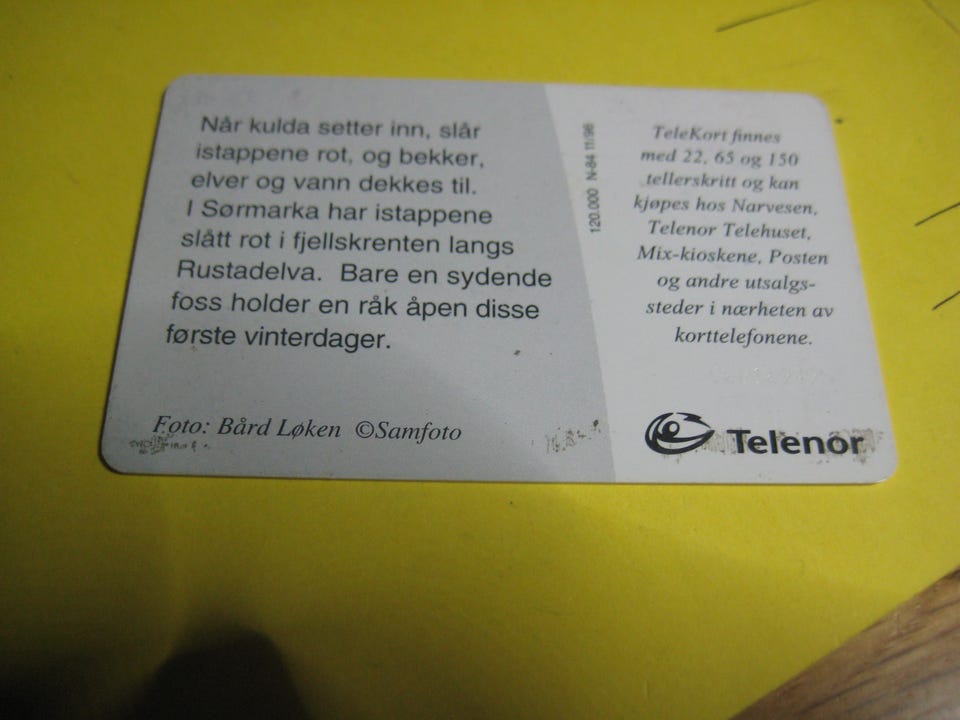 Når kulda setter inn, slår
istappene rot, og bekker,
elver og vann dekkes til.
I Sørmarka har istappene
slått rot i fjellskrenten langs
Rustadelva. Bare en sydende
foss holder en råk åpen disse
første vinterdager.
Foto: Bård Løken ©Samfoto
120.000 N-84 11/96
TeleKort finnes
med 22, 65 og 150
tellerskritt og kan
kjøpes hos Narvesen,
Telenor Telehuset,
Mix-kioskene, Posten
og andre utsalgs-
steder i nærheten av
korttelefonene.
Telenor